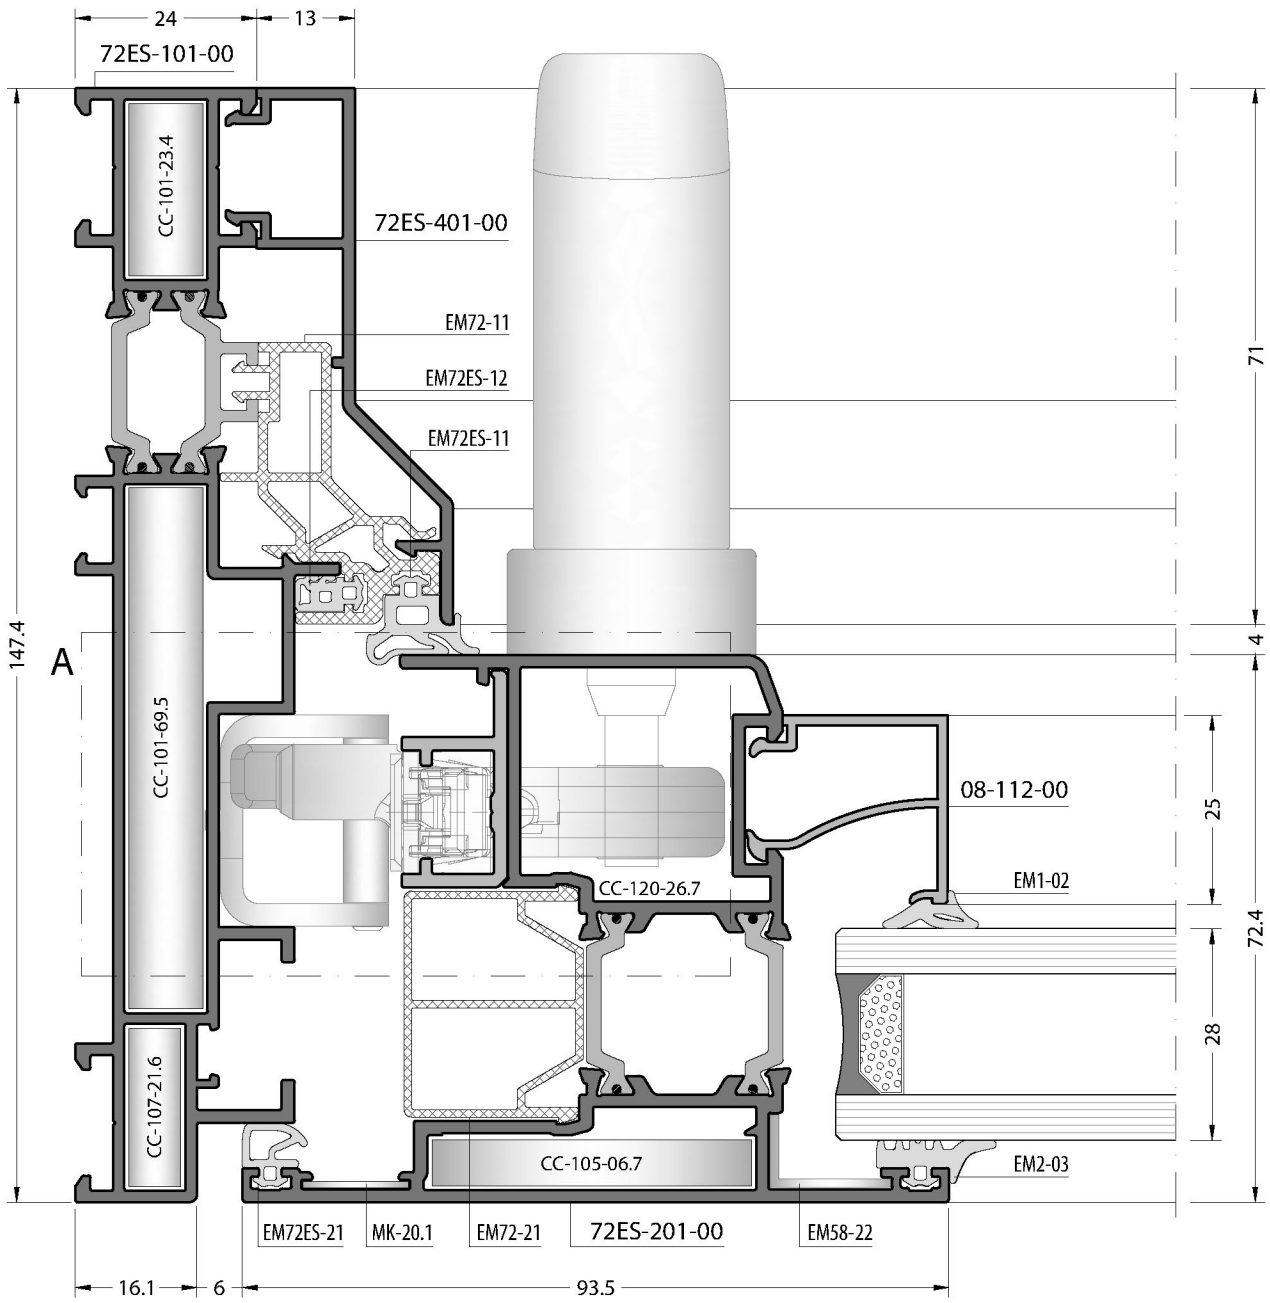 24
13
72ES-101-00
CC-101-23.4
72ES-401-00
EM72-11
EM72ES-12
EM72ES-11
71
147.4
4
A
CC-101-69.5
25
08-112-00
CC-120-26.7
EM1-02
72.4
28
CC-107-21.6
CC-105-06.7
EM2-03
EM72ES-21
MK-20.1
EM72-21
72ES-201-00
EM58-22
16.1
6
93.5